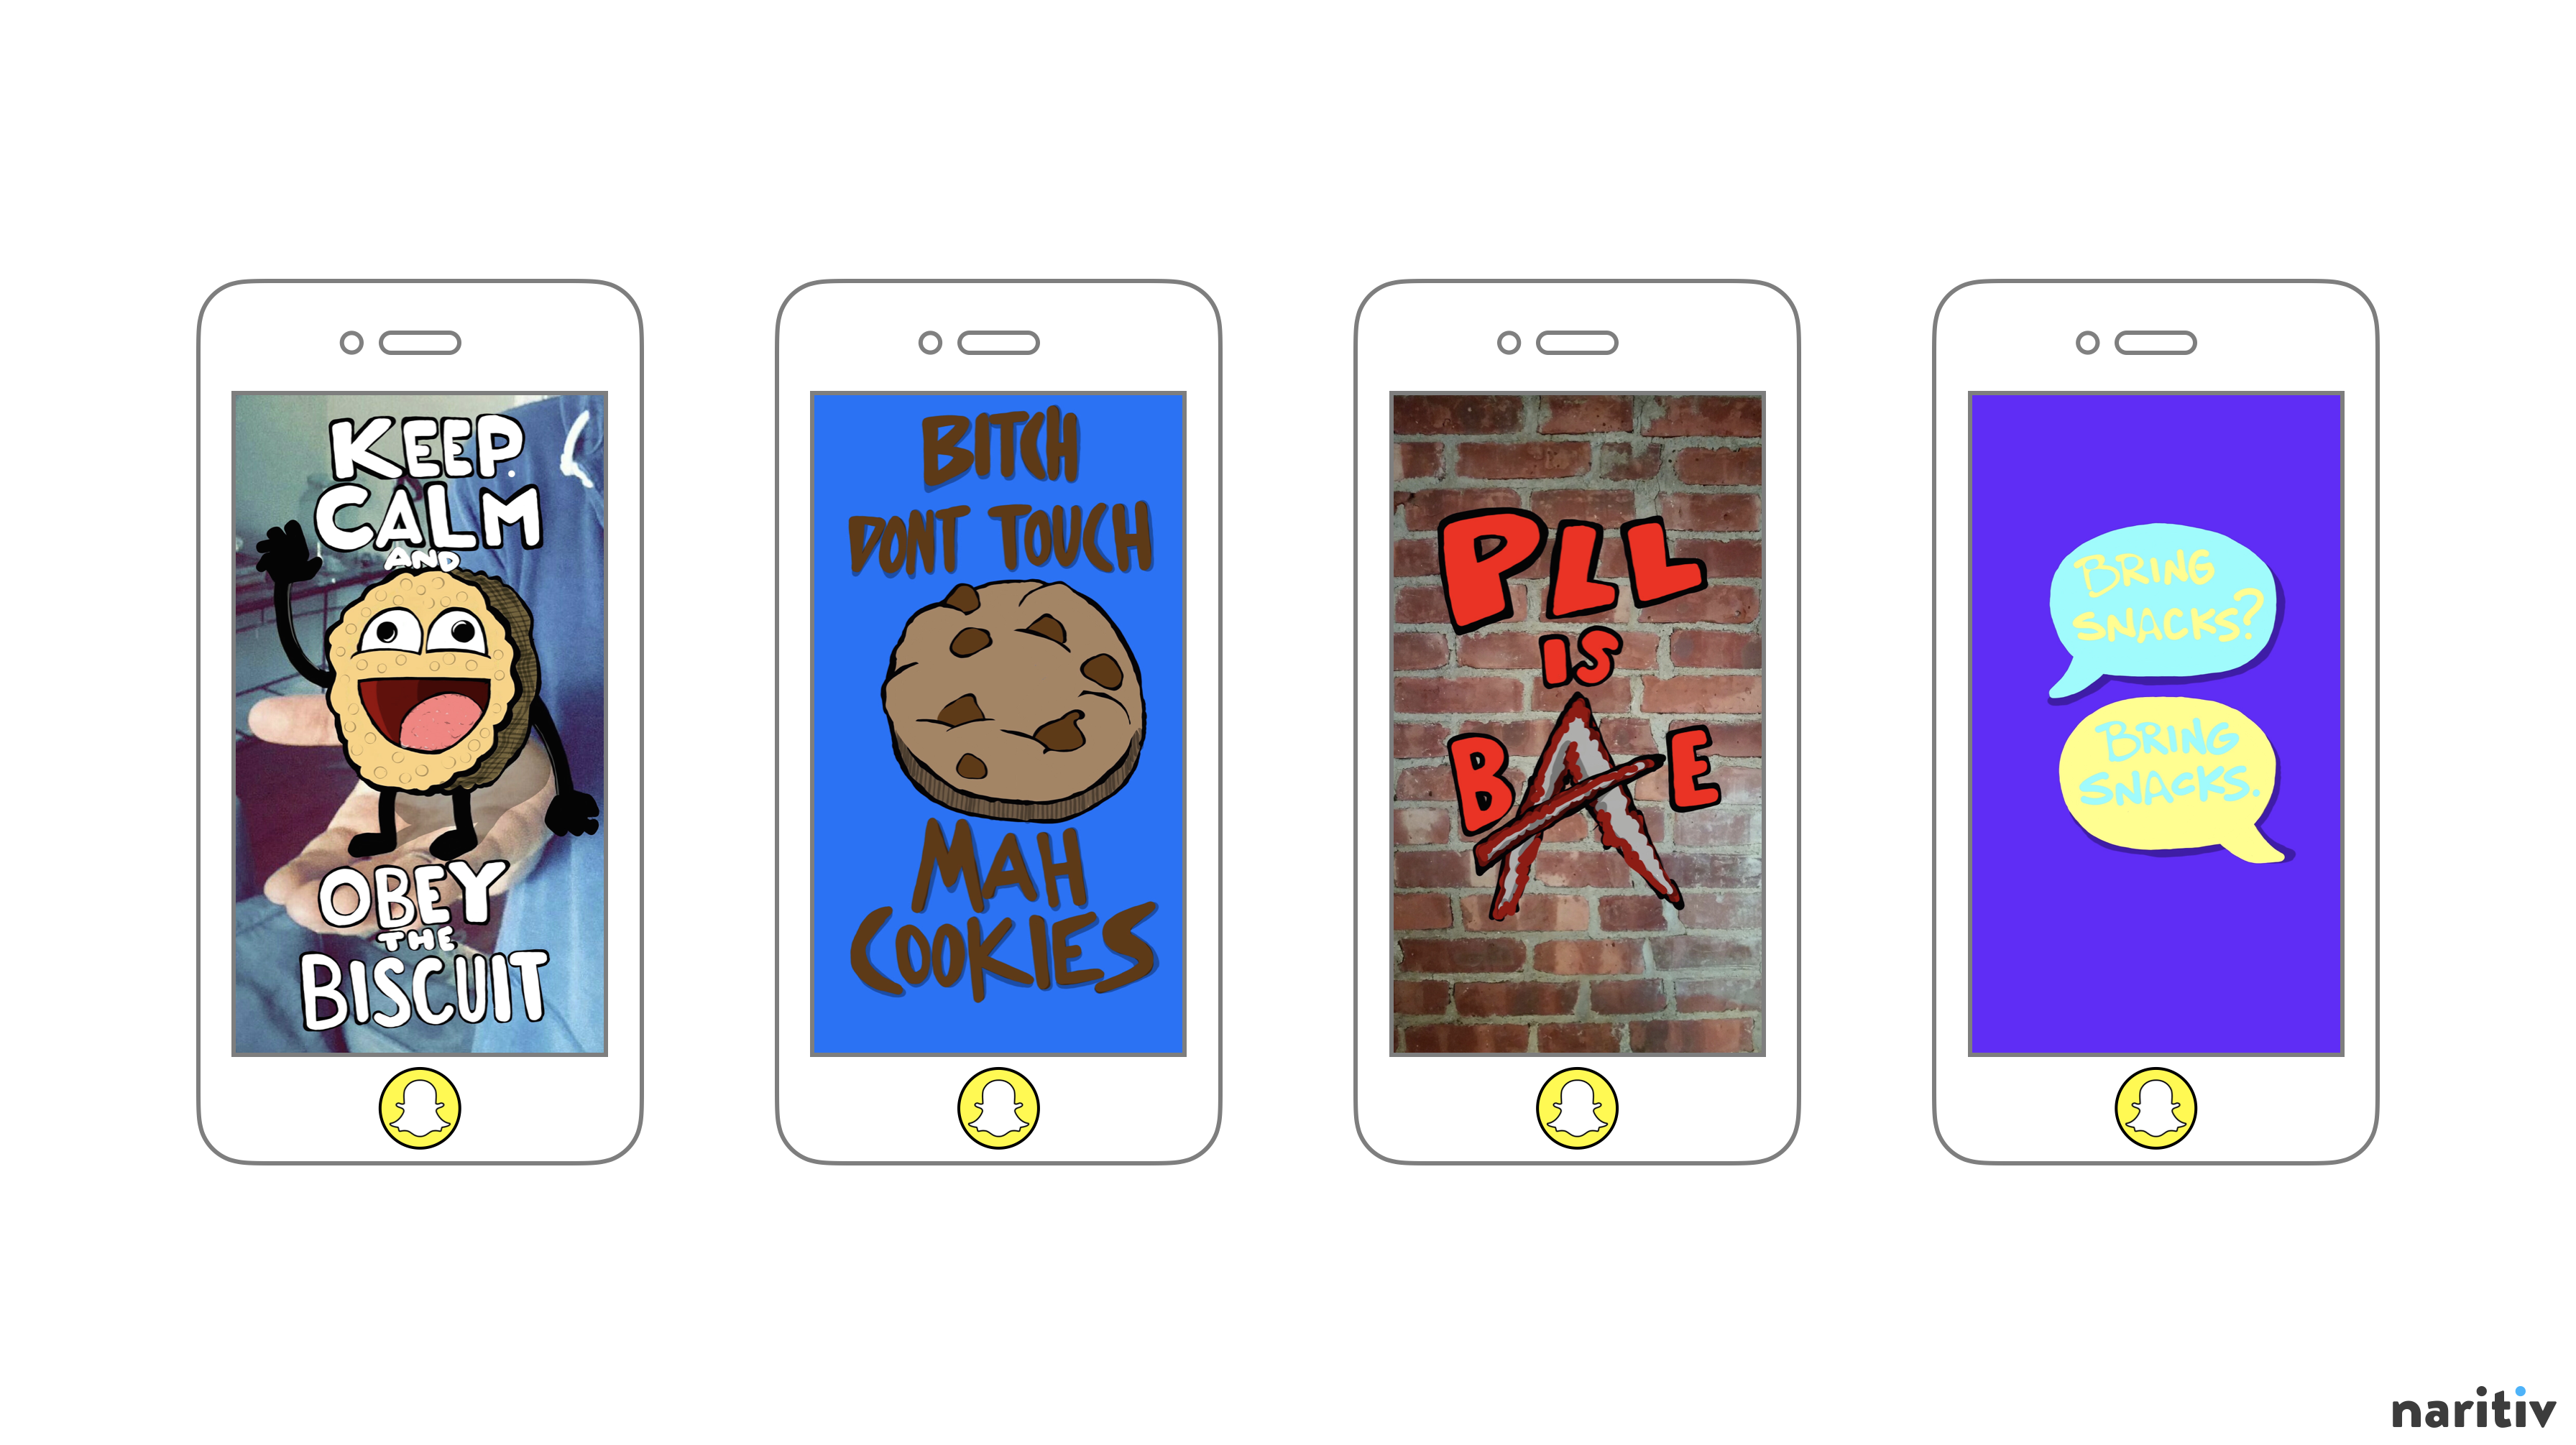 KEEP
CALM
AND
OBEY
THE
BISCUIT
BITCH
DONT TOUCH
MAH
COOKIES
PLL
IS
BAE
BRING
SNACKS?
BRING
SNACKS.
naritiv